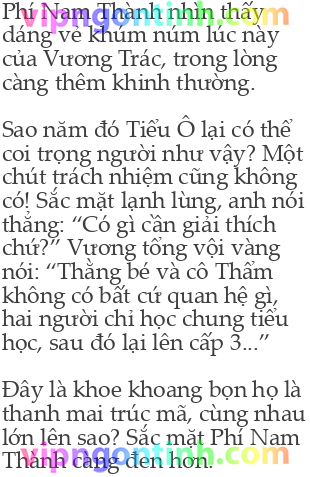 Phí Nam Thành nhìn thấy
vipngontinh.com
dáng vẻ khúm núm lúc này
của Vương Trác, trong lòng
càng thêm khinh thường.
Sao năm đó Tiểu Ô lại có thể
coi trọng người như vậy? Một
chút trách nhiệm cũng không
có! Sắc mặt lạnh lùng, anh nói
thẳng: “Có gì cần giải thích
chứ?” Vương tổng vội vàng
nói: “Thằng bé và cô Thẩm
không có bất cứ quan hệ gì,
hai người chỉ học chung tiểu
học, sau đó lại lên cấp 3...”
Đây là khoe khoang bọn họ là
thanh mai trúc mã, cùng nhau
lớn lên sao? Sắc mặt Phí Nam
Thành càng đen hơn.
vipngontinh.com